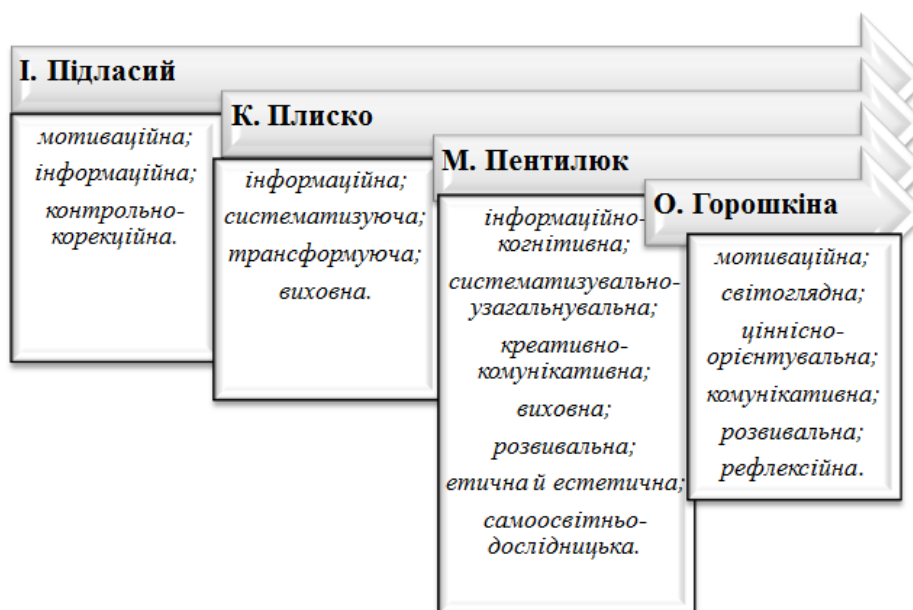 І. Підласий
мотиваційна;
інформаційна;
контрольно-
корекційна.
К. Плиско
інформаційна;
систематизуюча;
трансформуюча;
виховна.
М. Пентилюк
інформаційно-
когнітивна;
систематизувально-
узагальнувальна;
креативно-
комунікативна;
виховна;
розвивальна;
етична й естетична;
самоосвітньо-
дослідницька.
О. Горошкіна
мотиваційна;
світоглядна;
ціннісно-
орієнтувальна;
комунікативна;
розвивальна;
рефлексійна.